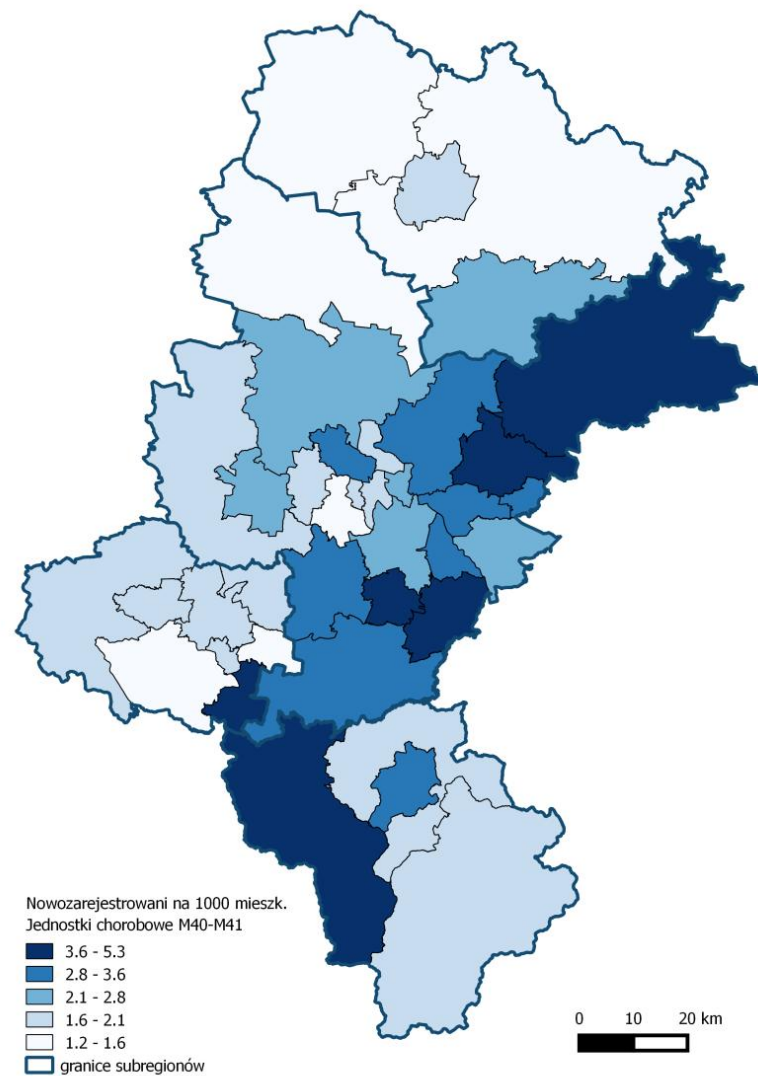 Nowozarejestrowani na 1000 mieszk.
Jednostki chorobowe M40-M41
3.6 - 5.3
2.8 - 3.6
2.1 - 2.8
1.6 - 2.1
1.2 - 1.6
granice subregionów
0 10 20 km